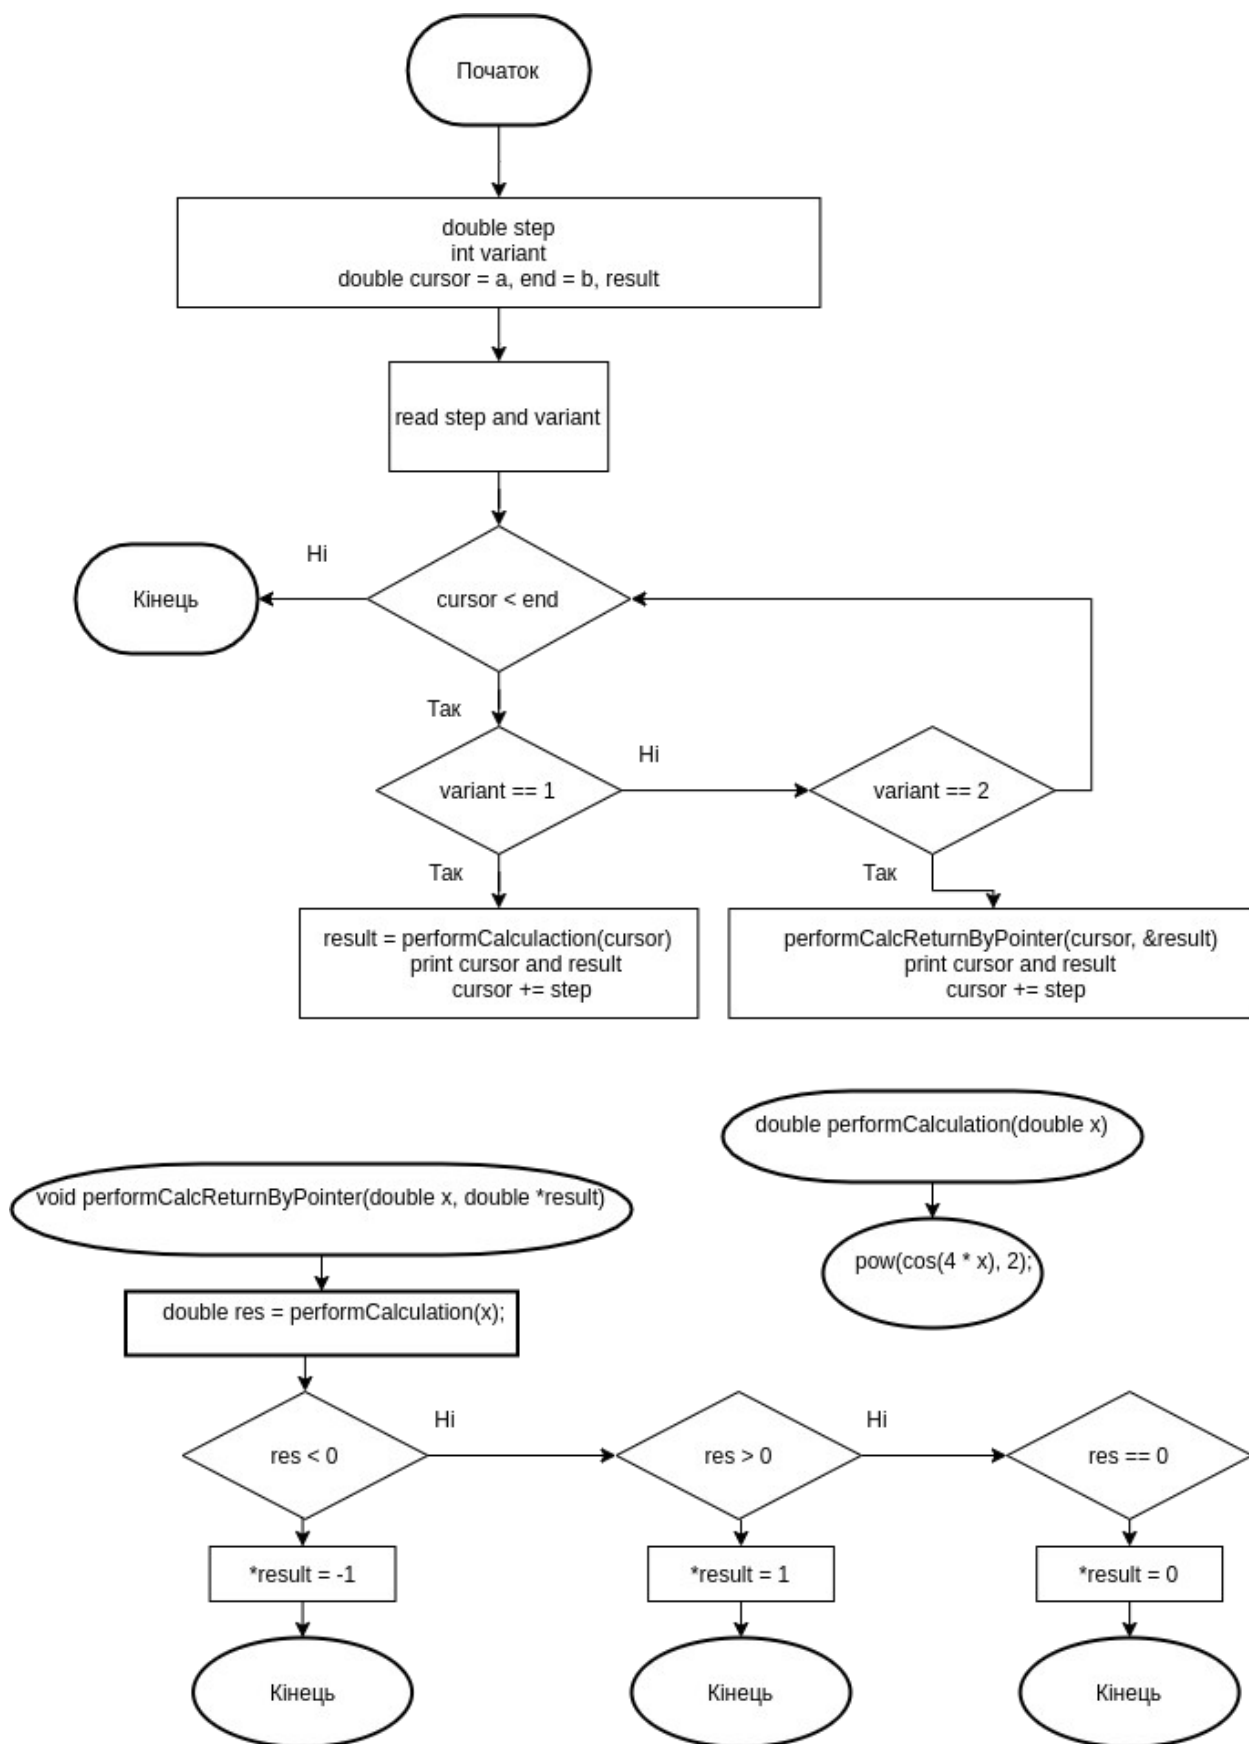 Початок
double step
int variant
double cursor = a, end = b, result
read step and variant
Ні
Кінець
cursor < end
Так
Ні
variant == 1
variant == 2
Так
Так
result = performCalculaction(cursor)
print cursor and result
cursor += step
performCalcReturnByPointer(cursor, &result)
print cursor and result
cursor += step
double performCalculation(double x)
pow(cos(4 * x), 2);
void performCalcReturnByPointer(double x, double *result)
double res = performCalculation(x);
Ні
Ні
res < 0
res > 0
res == 0
*result = -1
*result = 1
*result = 0
Кінець
Кінець
Кінець